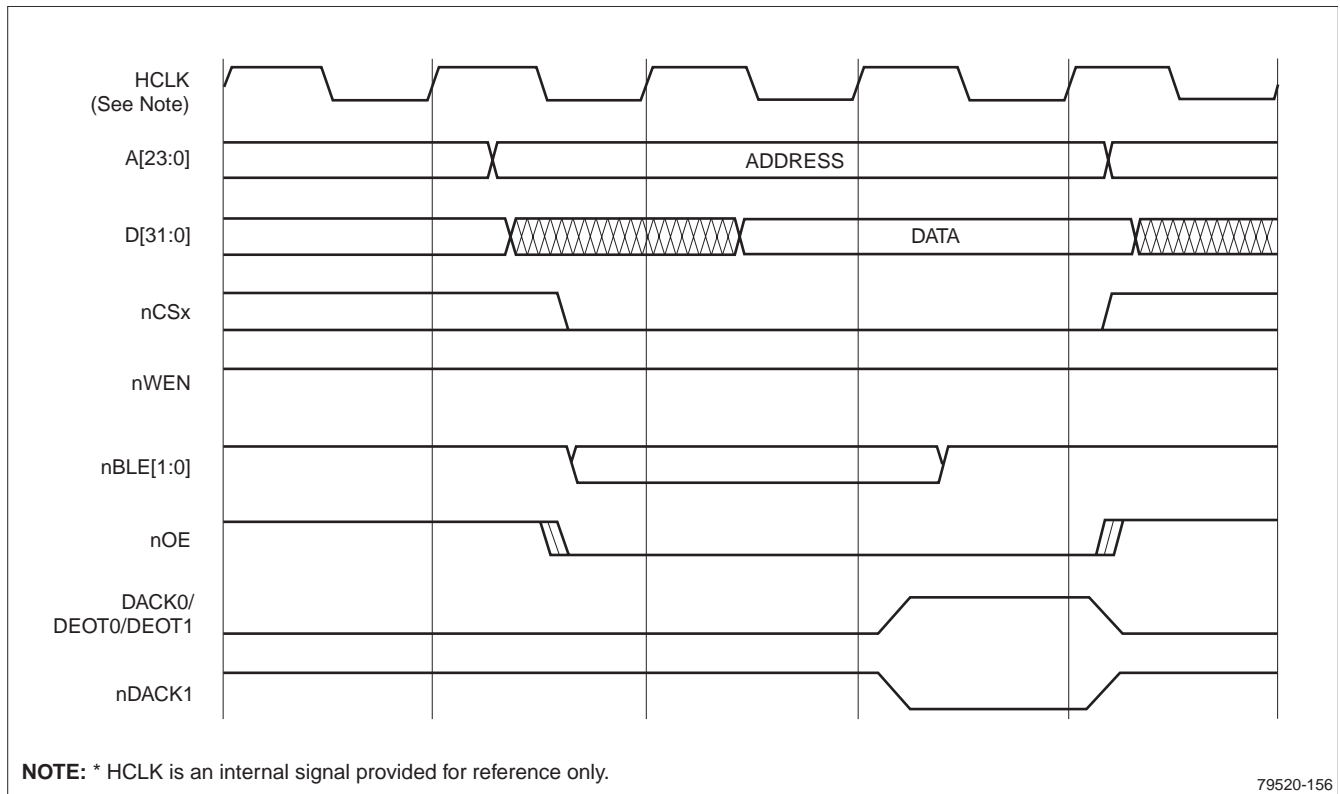 HCLK
(See Note)
A[23:0]
ADDRESS
D[31:0]
DATA
nCSx
nWEN
nBLE[1:0]
nOE
DACK0/
DEOT0/DEOT1
nDACK1
NOTE: * HCLK is an internal signal provided for reference only.
79520-156